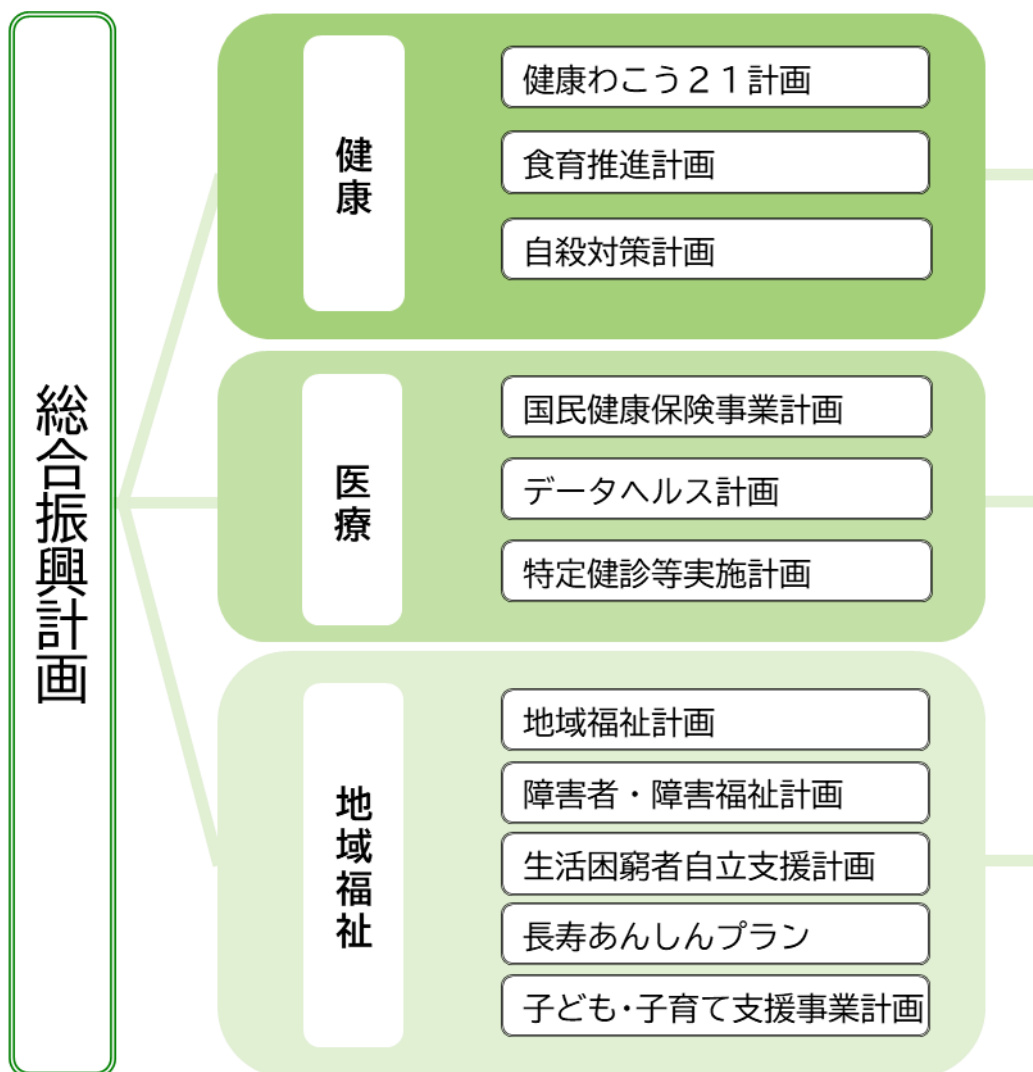 総合振興計画
健康
健康わこう２１計画
食育推進計画
自殺対策計画
医療
国民健康保険事業計画
データヘルス計画
特定健診等実施計画
地域福祉
地域福祉計画
障害者・障害福祉計画
生活困窮者自立支援計画
長寿あんしんプラン
子ども・子育て支援事業計画